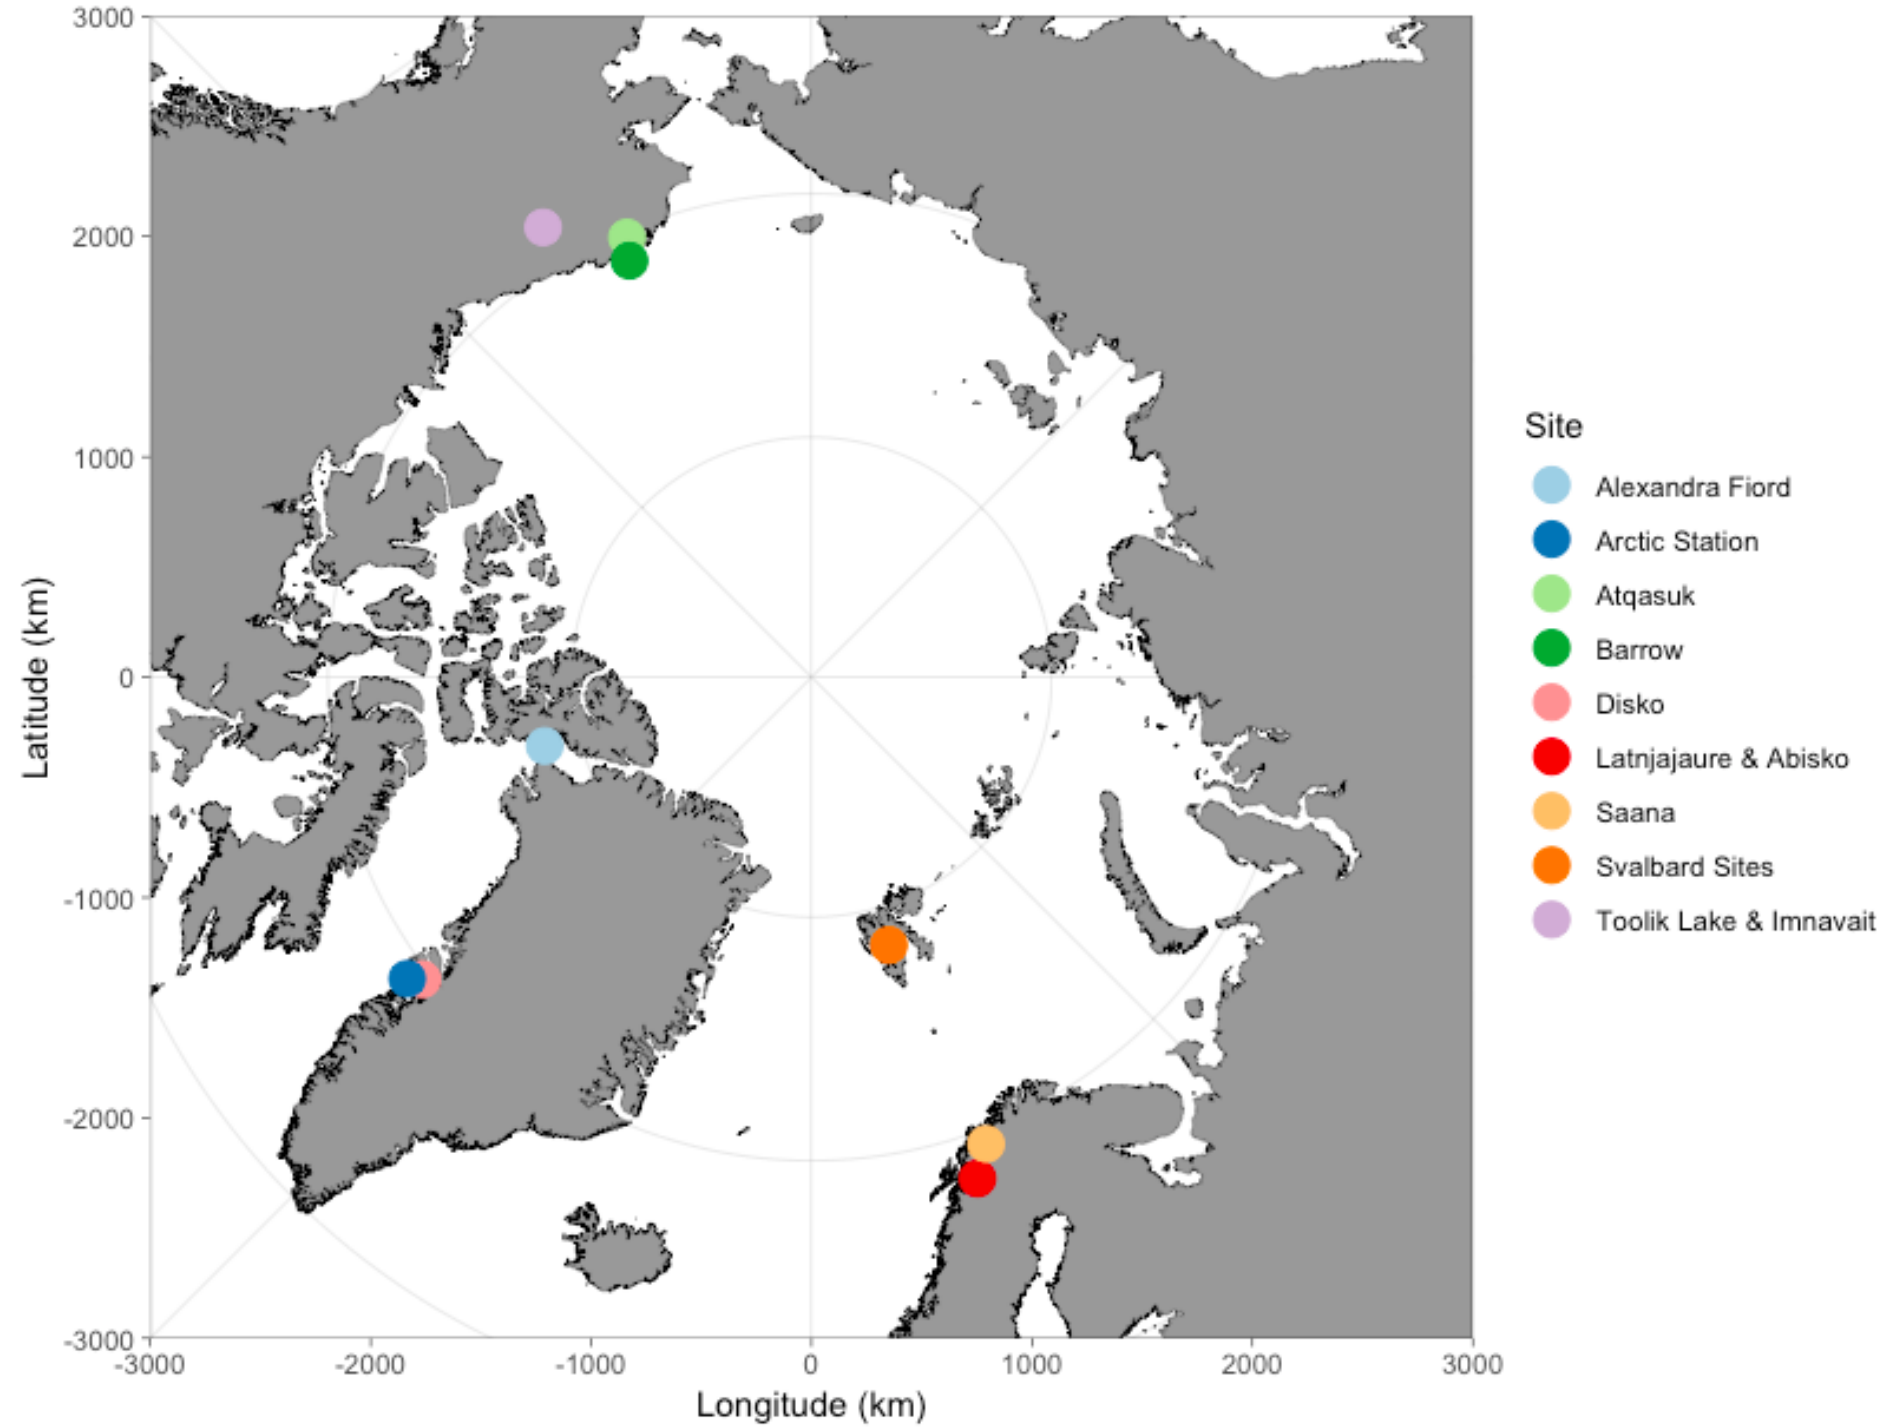 3000
2000
1000
0
-1000
-2000
-3000
Latitude (km)
-3000
-2000
-1000
0
1000
2000
3000
Longitude (km)
Site
Alexandra Fiord
Arctic Station
Atqasuk
Barrow
Disko
Latnjajaure & Abisko
Saana
Svalbard Sites
Toolik Lake & Imnavait